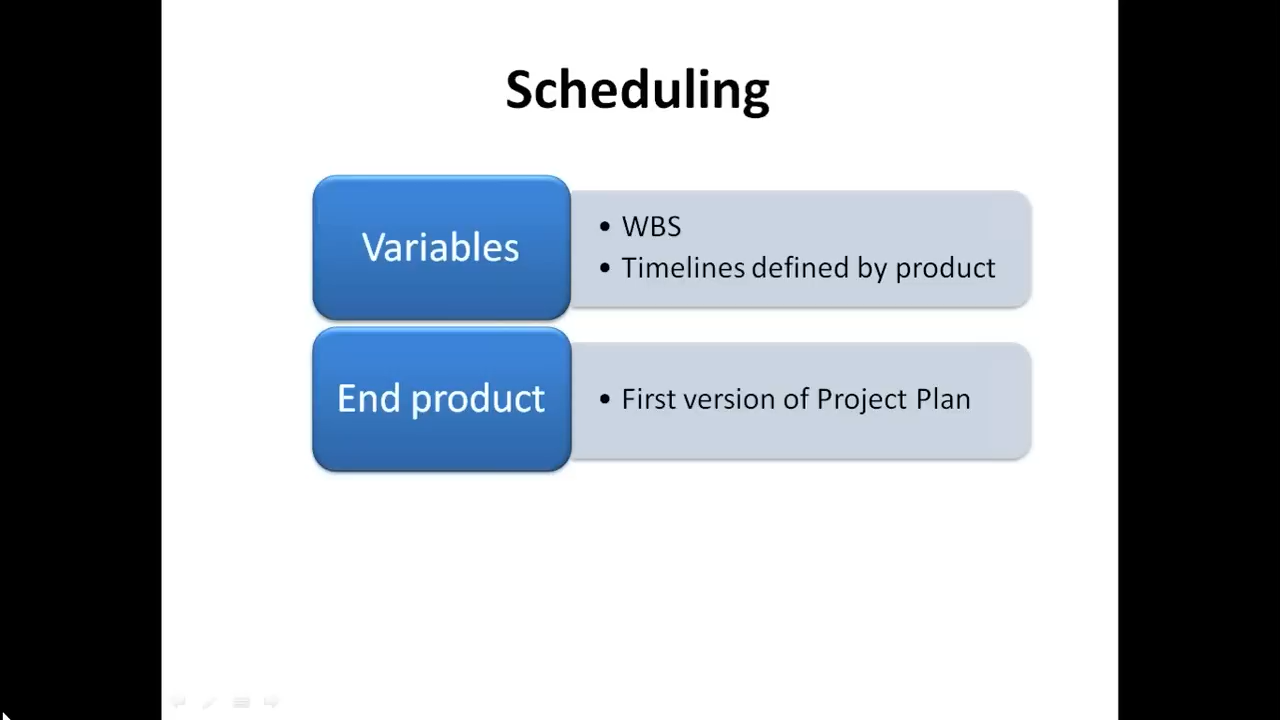 Scheduling
Variables
• WBS
• Timelines defined by product
End product
• First version of Project Plan